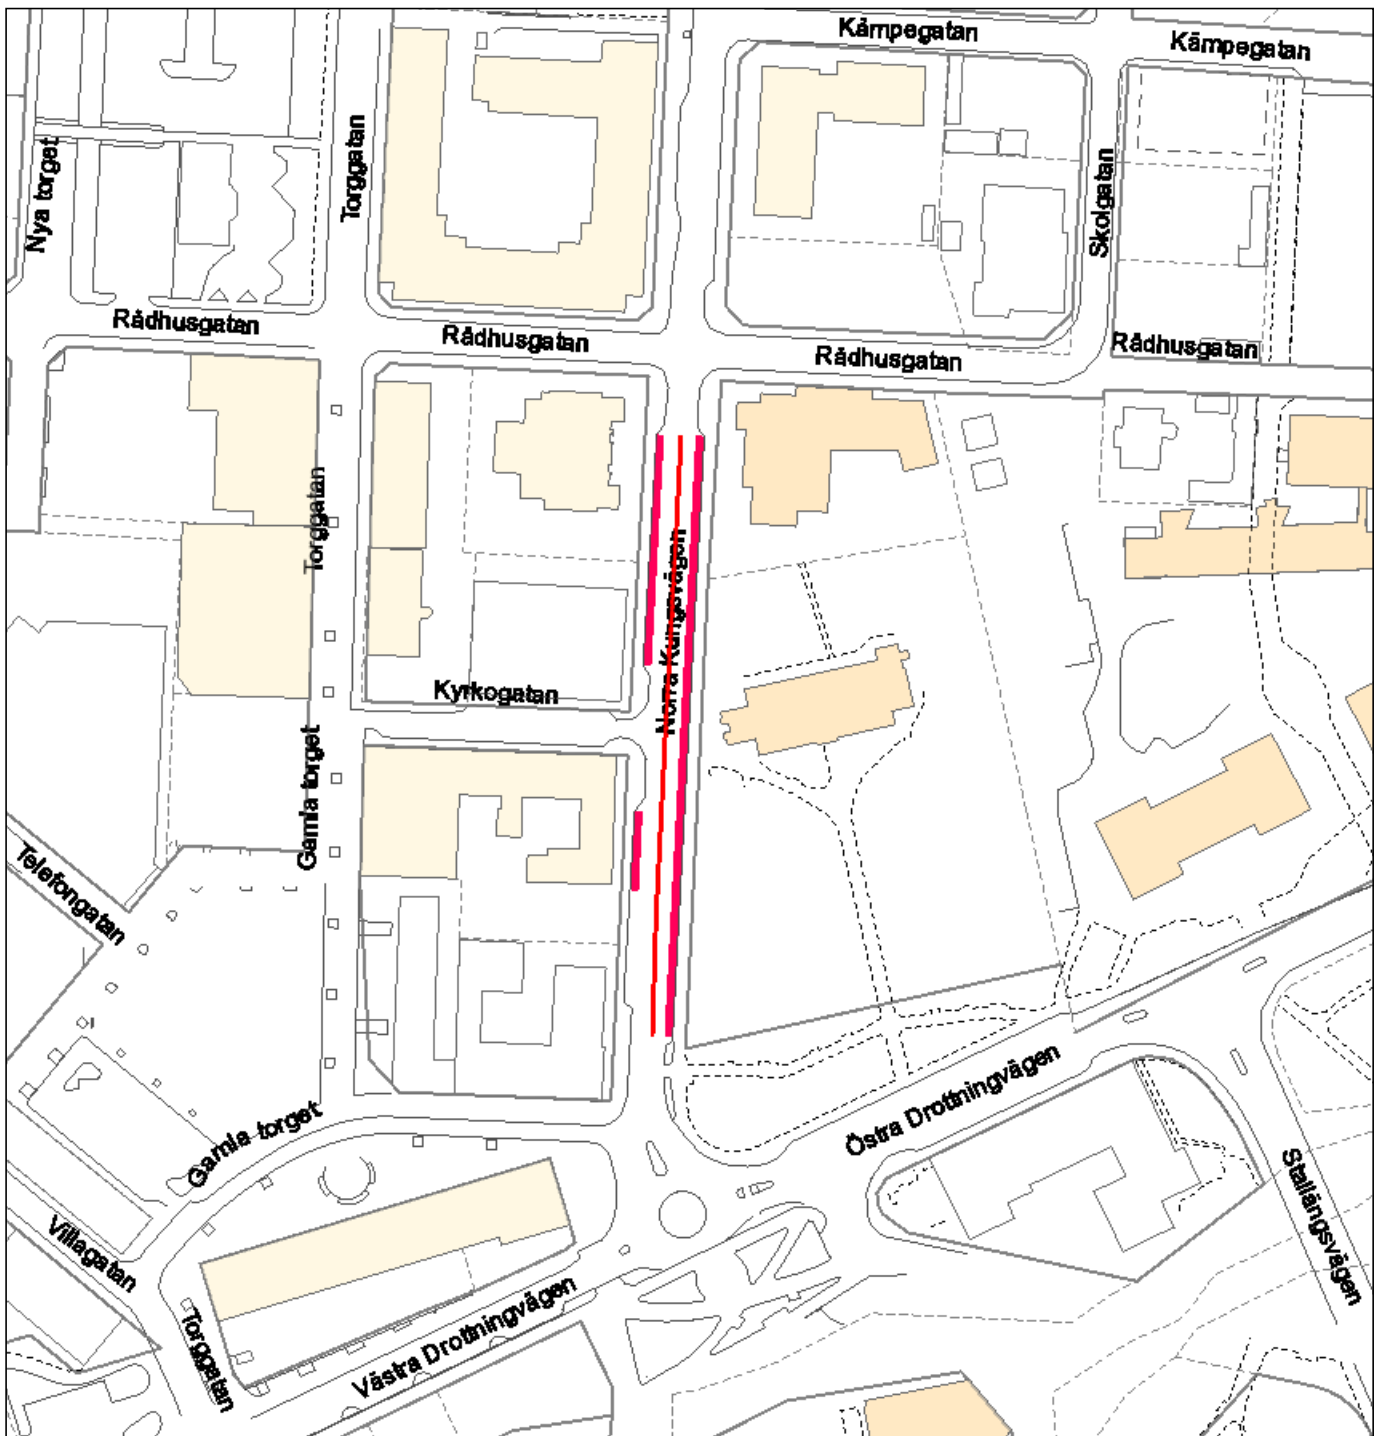 Kämpegatan
Kämpegatan
Nya torget
Torggatan
Skolgatan
Rådhusgatan
Rådhusgatan
Rådhusgatan
Rådhusgatan
Torggatan
Norra Kungsvägen
Kyrkogatan
Gamla torget
Telefongatan
Gamla torget
Östra Drottningvägen
Stallängsvägen
Villagatan
Torggatan
Västra Drottningvägen